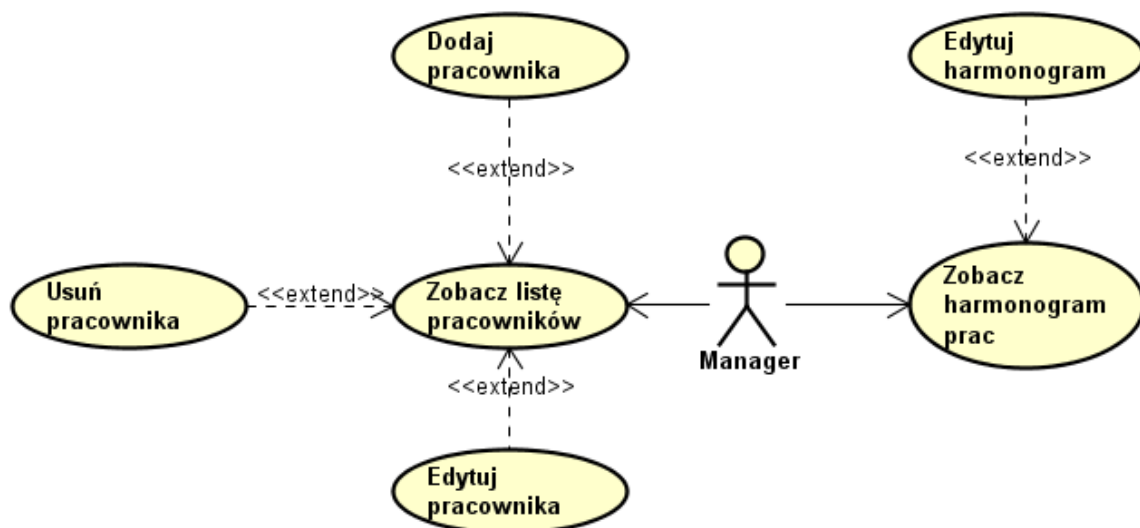 Dodaj
pracownika
Edytuj
harmonogram
<<extend>>
<<extend>>
Usuń
pracownika
<<extend>>
Zobacz listę
pracowników
Zobacz
harmonogram
prac
Manager
<<extend>>
Edytuj
pracownika